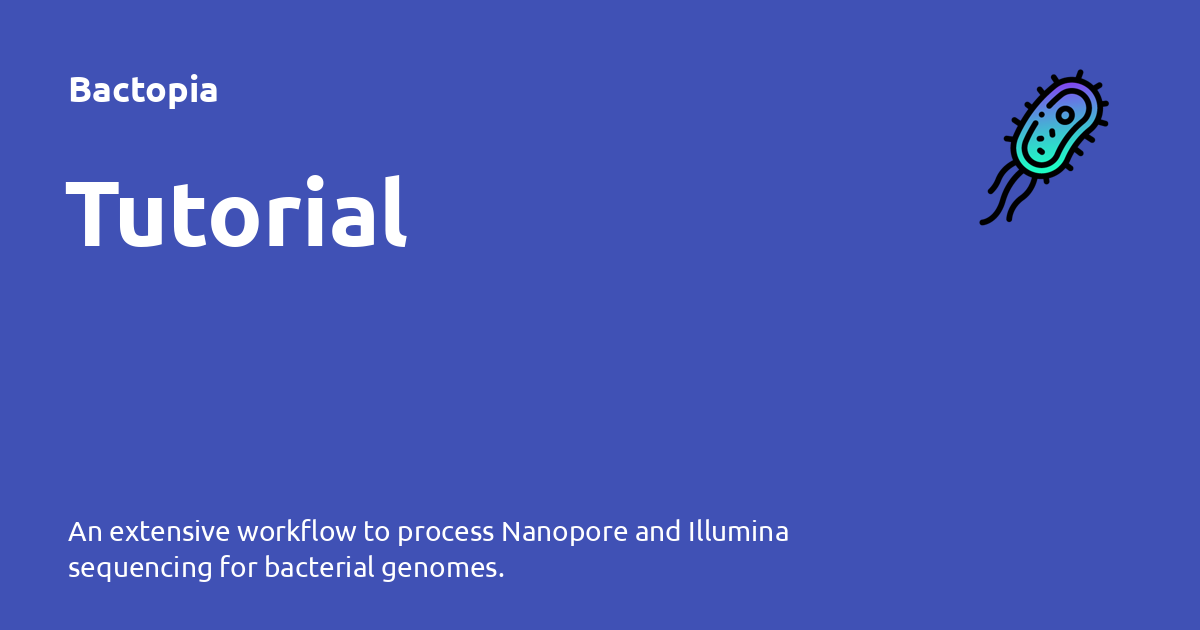 Bactopia
Tutorial
An extensive workflow to process Nanopore and Illumina
sequencing for bacterial genomes.